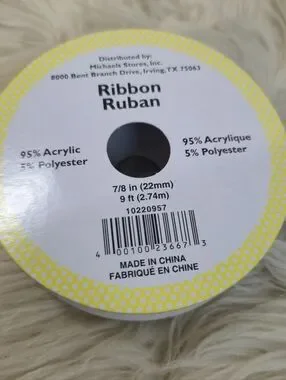 Distributed by:
Michaels Stores, Inc.
8000 Bent Branch Drive, Irving, TX 75063
Ribbon
Ruban
95% Acrylic
5% Polyester
95% Acrylique
5% Polyester
7/8 in (22mm)
9 ft (2.74m)
10220957
4 00100 23667 3
MADE IN CHINA
FABRIQUÉ EN CHINE